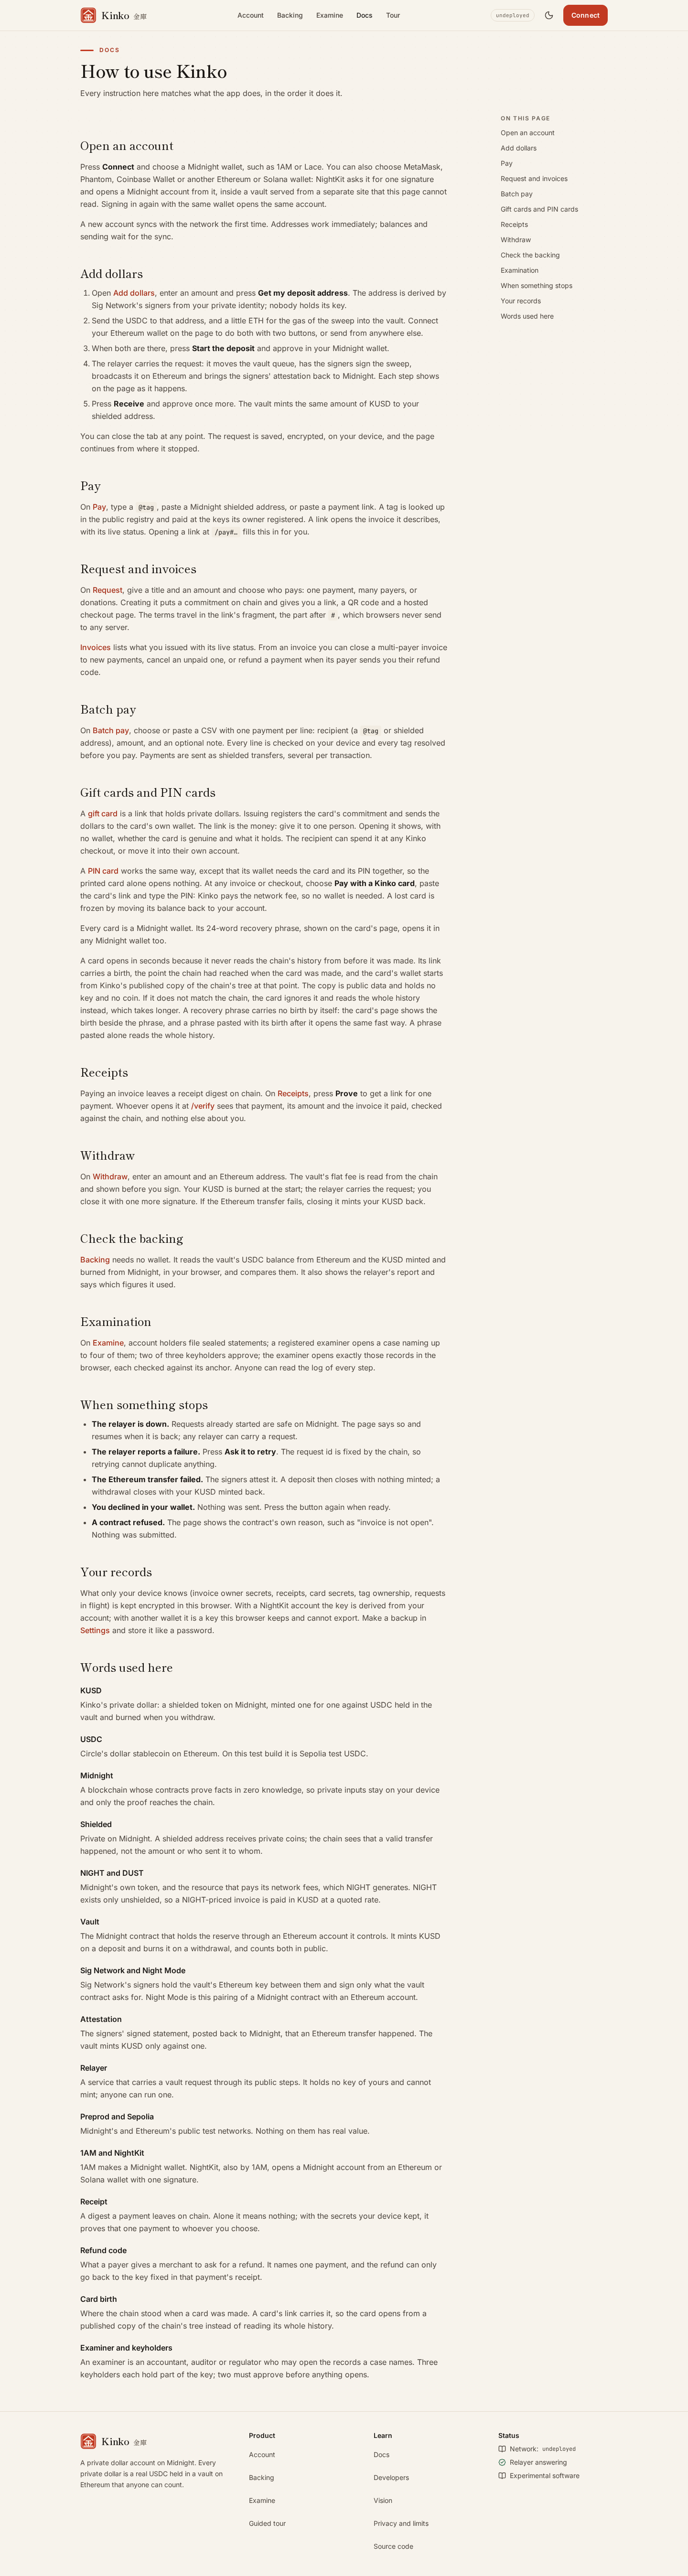 Kinko 金庫
Account Backing Examine Docs Tour
undeployed
Connect
DOCS
How to use Kinko
Every instruction here matches what the app does, in the order it does it.
ON THIS PAGE
Open an account
Add dollars
Pay
Request and invoices
Batch pay
Gift cards and PIN cards
Receipts
Withdraw
Check the backing
Examination
When something stops
Your records
Words used here
Open an account
Press Connect and choose a Midnight wallet, such as 1AM or Lace. You can also choose MetaMask,
Phantom, Coinbase Wallet or another Ethereum or Solana wallet: NightKit asks it for one signature
and opens a Midnight account from it, inside a vault served from a separate site that this page cannot
read. Signing in again with the same wallet opens the same account.
A new account syncs with the network the first time. Addresses work immediately; balances and
sending wait for the sync.
Add dollars
1. Open Add dollars, enter an amount and press Get my deposit address. The address is derived by
Sig Network's signers from your private identity; nobody holds its key.
2. Send the USDC to that address, and a little ETH for the gas of the sweep into the vault. Connect
your Ethereum wallet on the page to do both with two buttons, or send from anywhere else.
3. When both are there, press Start the deposit and approve in your Midnight wallet.
4. The relayer carries the request: it moves the vault queue, has the signers sign the sweep,
broadcasts it on Ethereum and brings the signers' attestation back to Midnight. Each step shows
on the page as it happens.
5. Press Receive and approve once more. The vault mints the same amount of KUSD to your
shielded address.
You can close the tab at any point. The request is saved, encrypted, on your device, and the page
continues from where it stopped.
Pay
On Pay, type a @tag, paste a Midnight shielded address, or paste a payment link. A tag is looked up
in the public registry and paid at the keys its owner registered. A link opens the invoice it describes,
with its live status. Opening a link at /pay#… fills this in for you.
Request and invoices
On Request, give a title and an amount and choose who pays: one payment, many payers, or
donations. Creating it puts a commitment on chain and gives you a link, a QR code and a hosted
checkout page. The terms travel in the link's fragment, the part after #, which browsers never send
to any server.
Invoices lists what you issued with its live status. From an invoice you can close a multi-payer invoice
to new payments, cancel an unpaid one, or refund a payment when its payer sends you their refund
code.
Batch pay
On Batch pay, choose or paste a CSV with one payment per line: recipient (a @tag or shielded
address), amount, and an optional note. Every line is checked on your device and every tag resolved
before you pay. Payments are sent as shielded transfers, several per transaction.
Gift cards and PIN cards
A gift card is a link that holds private dollars. Issuing registers the card's commitment and sends the
dollars to the card's own wallet. The link is the money: give it to one person. Opening it shows, with
no wallet, whether the card is genuine and what it holds. The recipient can spend it at any Kinko
checkout, or move it into their own account.
A PIN card works the same way, except that its wallet needs the card and its PIN together, so the
printed card alone opens nothing. At any invoice or checkout, choose Pay with a Kinko card, paste
the card's link and type the PIN: Kinko pays the network fee, so no wallet is needed. A lost card is
frozen by moving its balance back to your account.
Every card is a Midnight wallet. Its 24-word recovery phrase, shown on the card's page, opens it in
any Midnight wallet too.
A card opens in seconds because it never reads the chain's history from before it was made. Its link
carries a birth, the point the chain had reached when the card was made, and the card's wallet starts
from Kinko's published copy of the chain's tree at that point. The copy is public data and holds no
key and no coin. If it does not match the chain, the card ignores it and reads the whole history
instead, which takes longer. A recovery phrase carries no birth by itself: the card's page shows the
birth beside the phrase, and a phrase pasted with its birth after it opens the same fast way. A phrase
pasted alone reads the whole history.
Receipts
Paying an invoice leaves a receipt digest on chain. On Receipts, press Prove to get a link for one
payment. Whoever opens it at /verify sees that payment, its amount and the invoice it paid, checked
against the chain, and nothing else about you.
Withdraw
On Withdraw, enter an amount and an Ethereum address. The vault's flat fee is read from the chain
and shown before you sign. Your KUSD is burned at the start; the relayer carries the request; you
close it with one more signature. If the Ethereum transfer fails, closing it mints your KUSD back.
Check the backing
Backing needs no wallet. It reads the vault's USDC balance from Ethereum and the KUSD minted and
burned from Midnight, in your browser, and compares them. It also shows the relayer's report and
says which figures it used.
Examination
On Examine, account holders file sealed statements; a registered examiner opens a case naming up
to four of them; two of three keyholders approve; the examiner opens exactly those records in the
browser, each checked against its anchor. Anyone can read the log of every step.
When something stops
• The relayer is down. Requests already started are safe on Midnight. The page says so and
resumes when it is back; any relayer can carry a request.
• The relayer reports a failure. Press Ask it to retry. The request id is fixed by the chain, so
retrying cannot duplicate anything.
• The Ethereum transfer failed. The signers attest it. A deposit then closes with nothing minted; a
withdrawal closes with your KUSD minted back.
• You declined in your wallet. Nothing was sent. Press the button again when ready.
• A contract refused. The page shows the contract's own reason, such as "invoice is not open".
Nothing was submitted.
Your records
What only your device knows (invoice owner secrets, receipts, card secrets, tag ownership, requests
in flight) is kept encrypted in this browser. With a NightKit account the key is derived from your
account; with another wallet it is a key this browser keeps and cannot export. Make a backup in
Settings and store it like a password.
Words used here
KUSD
Kinko's private dollar: a shielded token on Midnight, minted one for one against USDC held in the
vault and burned when you withdraw.
USDC
Circle's dollar stablecoin on Ethereum. On this test build it is Sepolia test USDC.
Midnight
A blockchain whose contracts prove facts in zero knowledge, so private inputs stay on your device
and only the proof reaches the chain.
Shielded
Private on Midnight. A shielded address receives private coins; the chain sees that a valid transfer
happened, not the amount or who sent it to whom.
NIGHT and DUST
Midnight's own token, and the resource that pays its network fees, which NIGHT generates. NIGHT
exists only unshielded, so a NIGHT-priced invoice is paid in KUSD at a quoted rate.
Vault
The Midnight contract that holds the reserve through an Ethereum account it controls. It mints KUSD
on a deposit and burns it on a withdrawal, and counts both in public.
Sig Network and Night Mode
Sig Network's signers hold the vault's Ethereum key between them and sign only what the vault
contract asks for. Night Mode is this pairing of a Midnight contract with an Ethereum account.
Attestation
The signers' signed statement, posted back to Midnight, that an Ethereum transfer happened. The
vault mints KUSD only against one.
Relayer
A service that carries a vault request through its public steps. It holds no key of yours and cannot
mint; anyone can run one.
Preprod and Sepolia
Midnight's and Ethereum's public test networks. Nothing on them has real value.
1AM and NightKit
1AM makes a Midnight wallet. NightKit, also by 1AM, opens a Midnight account from an Ethereum or
Solana wallet with one signature.
Receipt
A digest a payment leaves on chain. Alone it means nothing; with the secrets your device kept, it
proves that one payment to whoever you choose.
Refund code
What a payer gives a merchant to ask for a refund. It names one payment, and the refund can only
go back to the key fixed in that payment's receipt.
Card birth
Where the chain stood when a card was made. A card's link carries it, so the card opens from a
published copy of the chain's tree instead of reading its whole history.
Examiner and keyholders
An examiner is an accountant, auditor or regulator who may open the records a case names. Three
keyholders each hold part of the key; two must approve before anything opens.
Kinko 金庫
A private dollar account on Midnight. Every
private dollar is a real USDC held in a vault on
Ethereum that anyone can count.
Product
Account
Backing
Examine
Guided tour
Learn
Docs
Developers
Vision
Privacy and limits
Source code
Status
Network: undeployed
Relayer answering
Experimental software